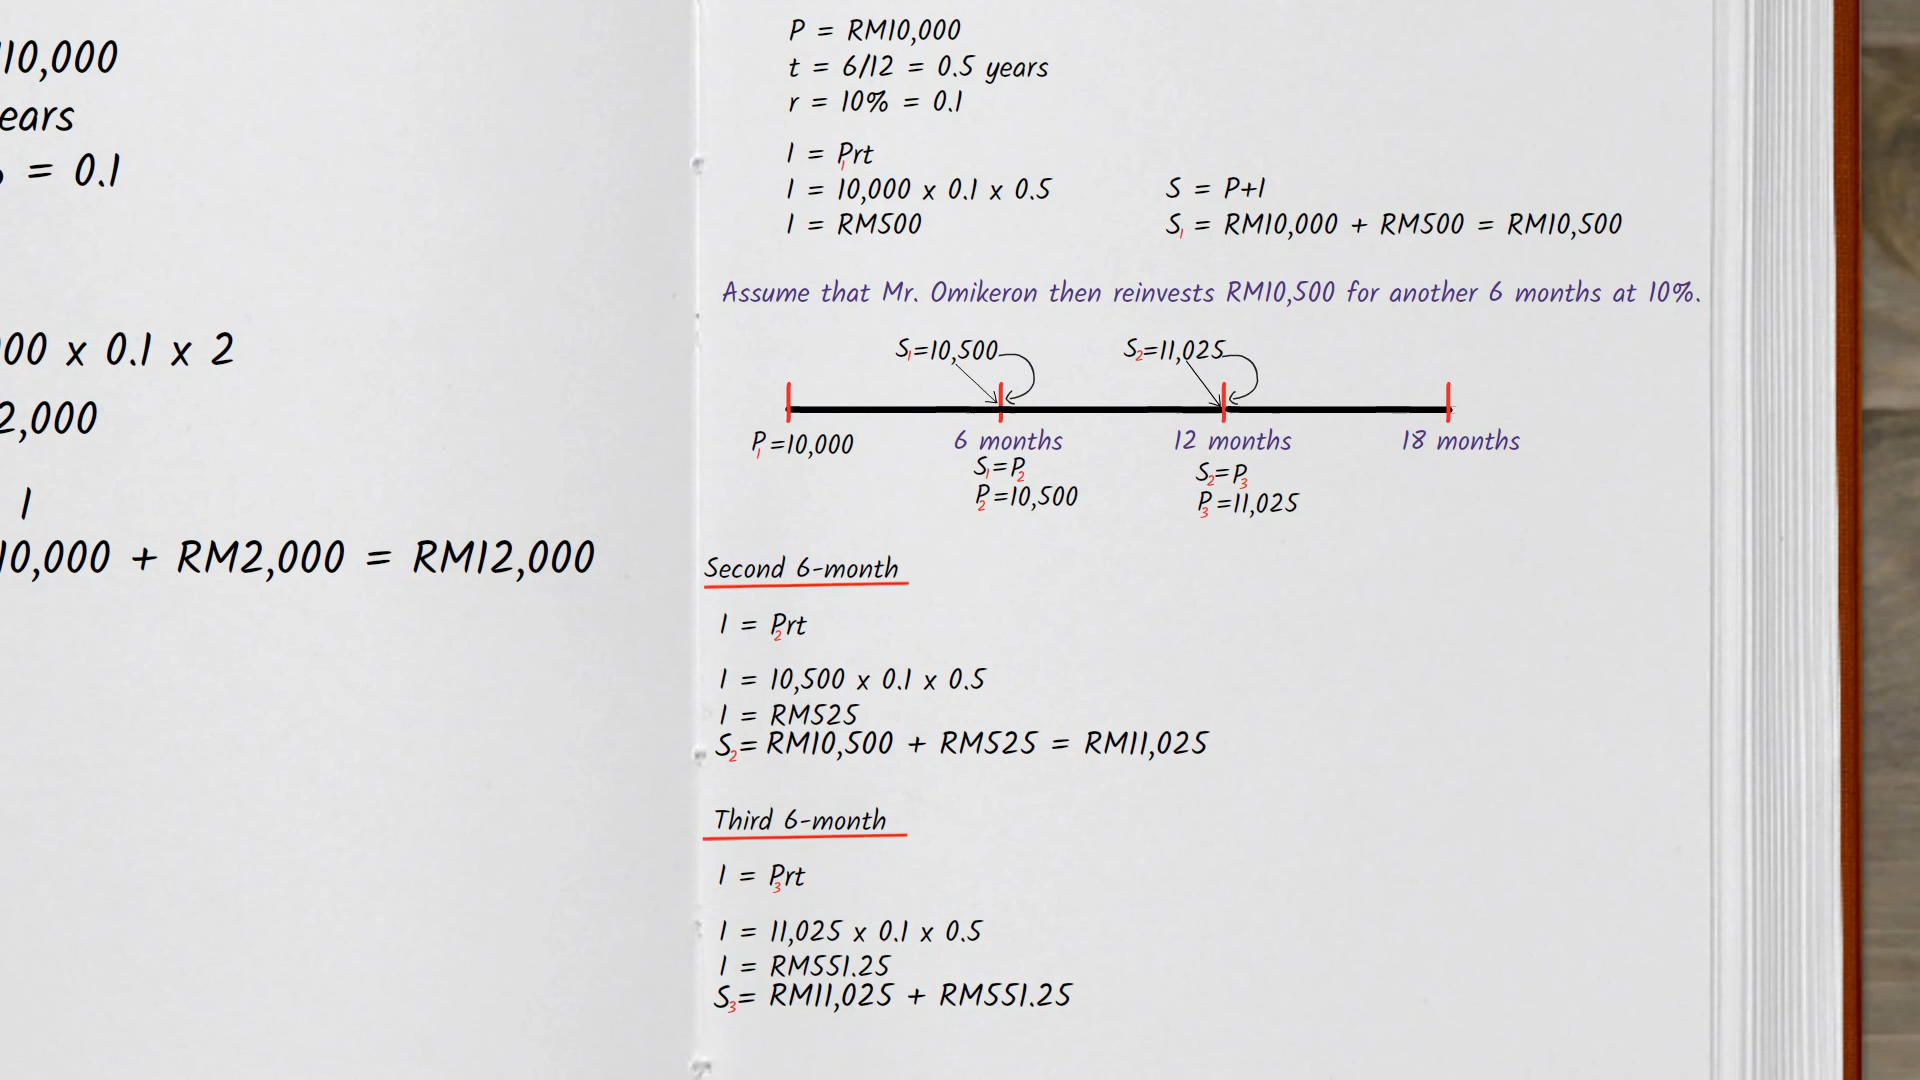 10,000
ears
= 0.1
00 x 0.1 x 2
2,000
I
10,000 + RM2,000 = RM12,000
P = RM10,000
t = 6/12 = 0.5 years
r = 10% = 0.1
I = P₁rt
I = 10,000 x 0.1 x 0.5
S = P+I
I = RM500
S₁ = RM10,000 + RM500 = RM10,500
Assume that Mr. Omikeron then reinvests RM10,500 for another 6 months at 10%.
S₁=10,500
S₂=11,025
P₁=10,000
6 months
12 months
18 months
S₁=P₂
S₂=P₃
P₂=10,500
P₃=11,025
Second 6-month
I = P₂rt
I = 10,500 x 0.1 x 0.5
I = RM525
S₂= RM10,500 + RM525 = RM11,025
Third 6-month
I = P₃rt
I = 11,025 x 0.1 x 0.5
I = RM551.25
S₃= RM11,025 + RM551.25